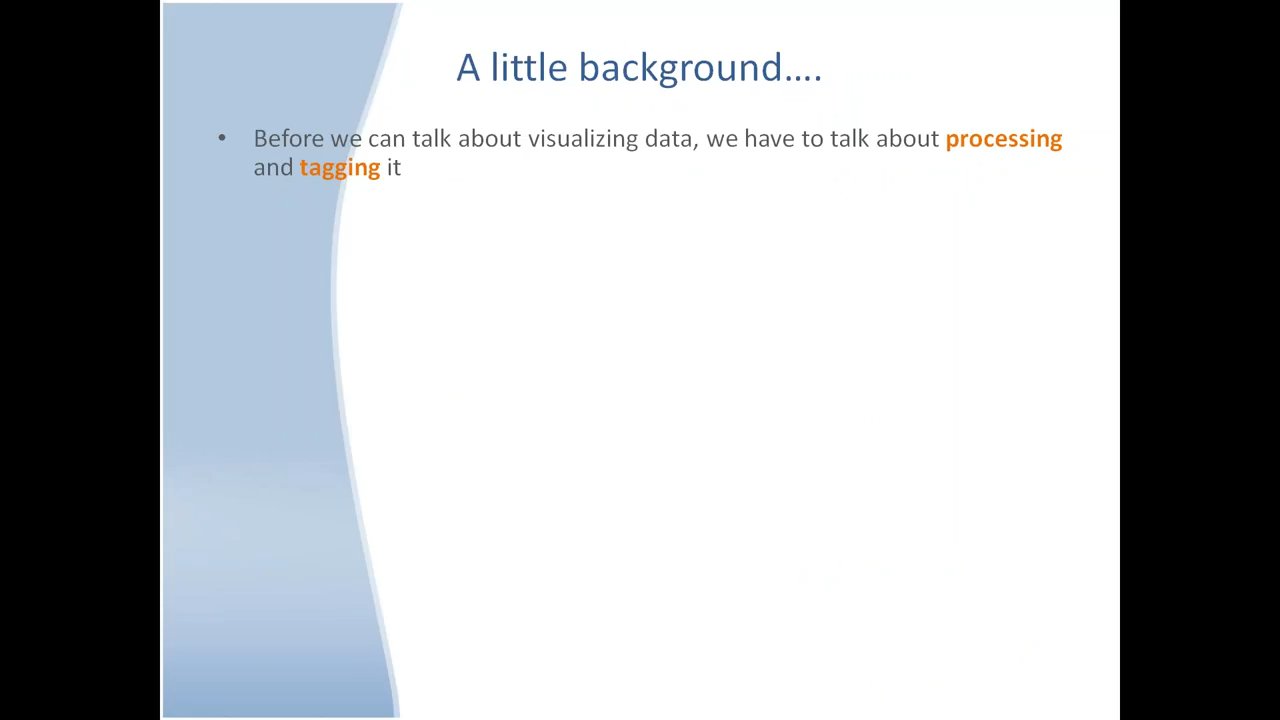 A little background....
• Before we can talk about visualizing data, we have to talk about processing
and tagging it